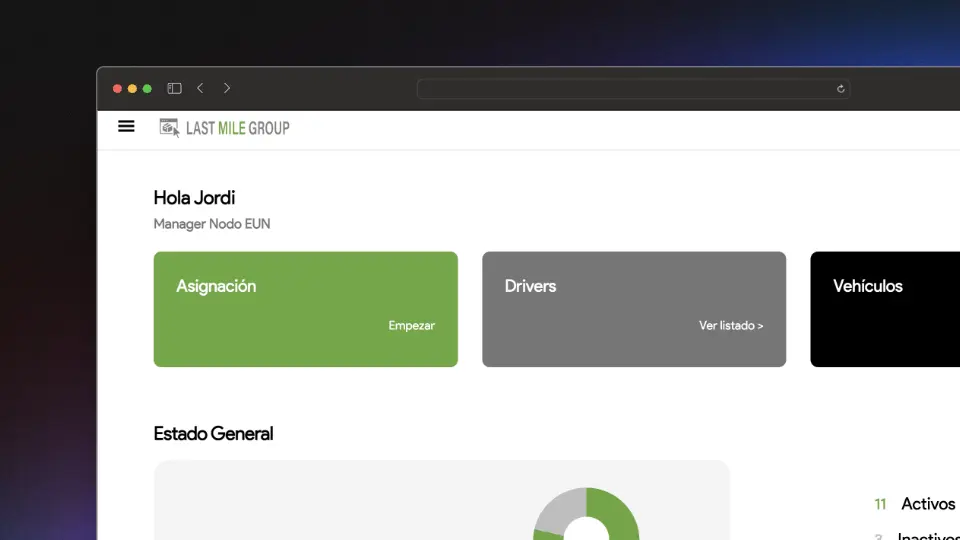 LAST MILE GROUP
Hola Jordi
Manager Nodo EUN
Asignación
Empezar
Drivers
Ver listado >
Vehículos
Estado General
11 Activos
3 Inactivos